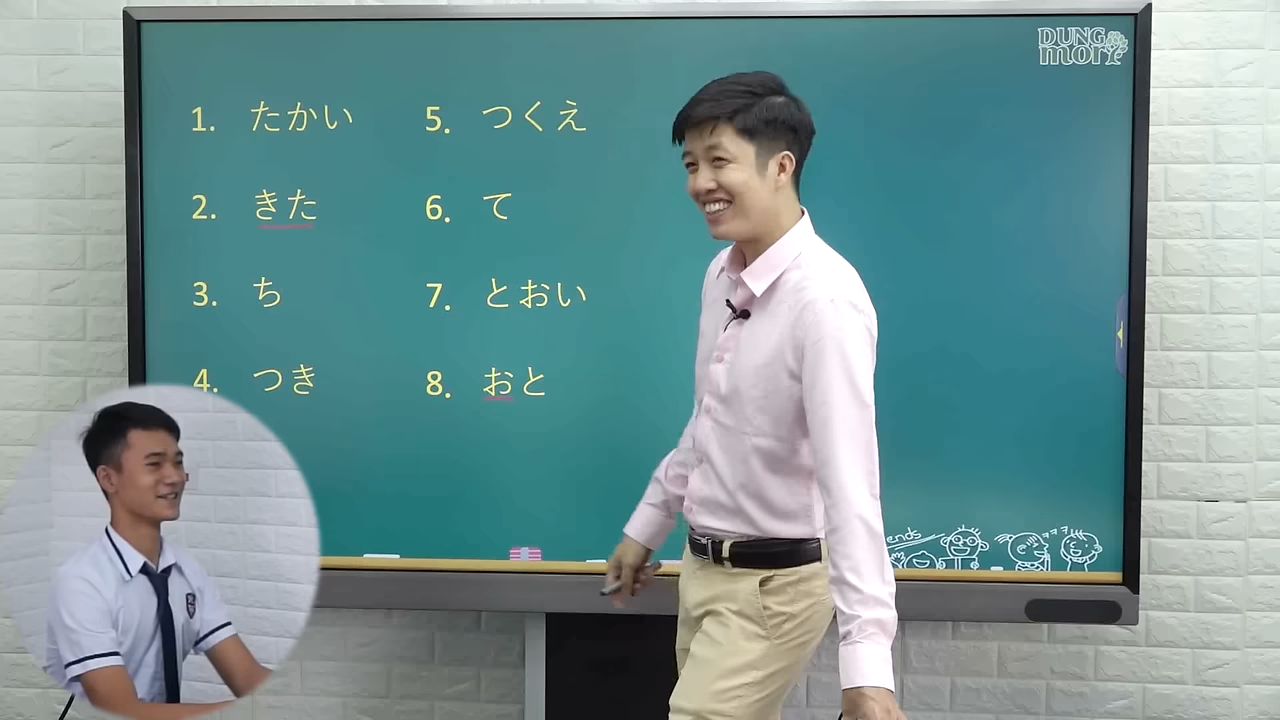 DUNG
mori
1. たかい
2. きた
3. ち
4. つき
5. つくえ
6. て
7. とおい
8. おと
ends